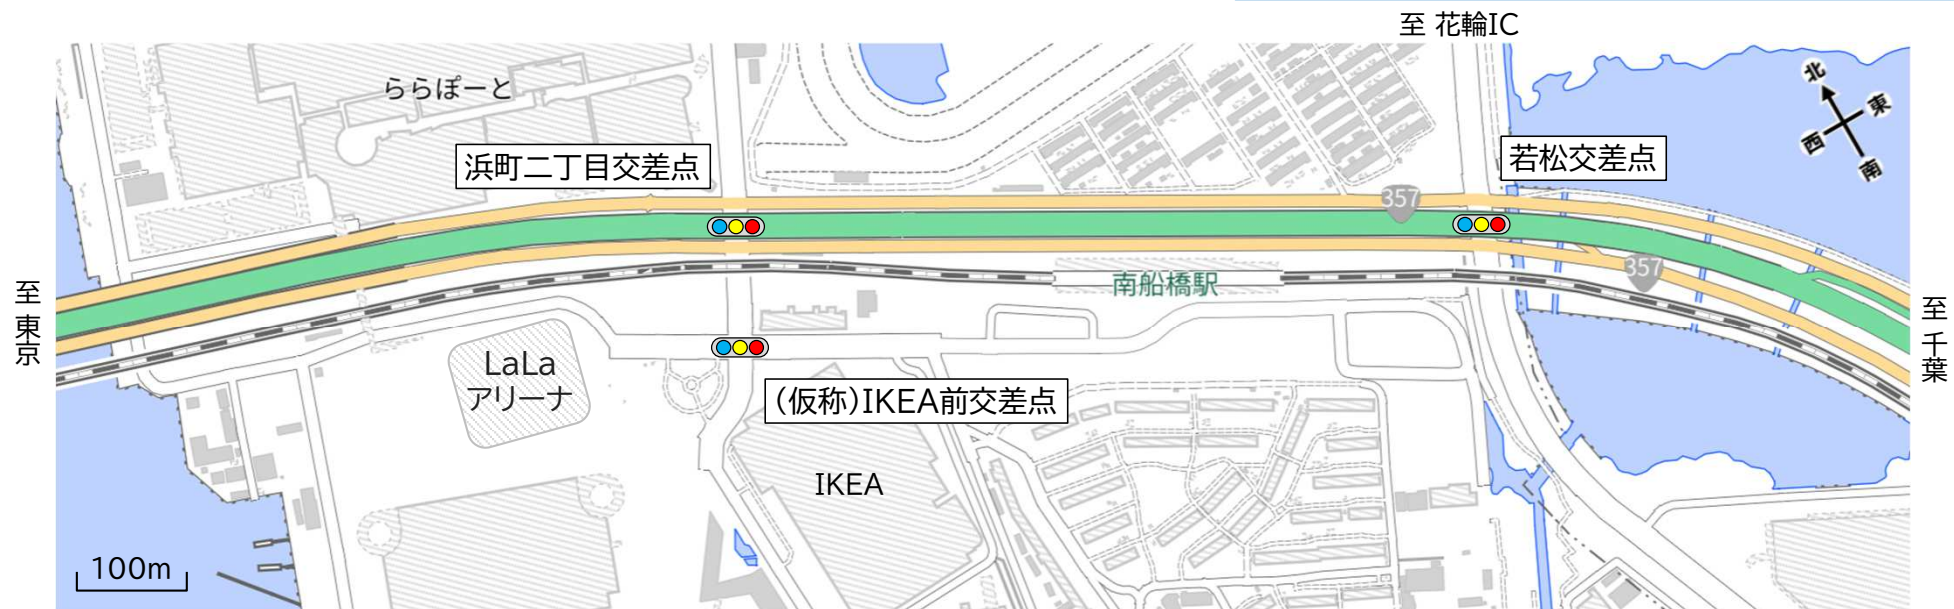 至 花輪IC
北
東
西
南
ららぽーと
浜町二丁目交差点
若松交差点
357
357
南船橋駅
至 東京
至 千葉
LaLa
アリーナ
(仮称)IKEA前交差点
IKEA
100m